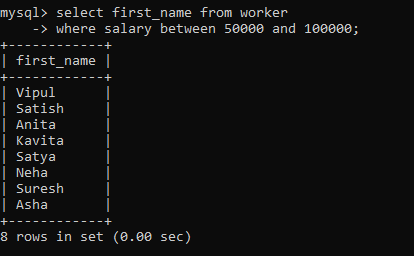 mysql> select first_name from worker
    -> where salary between 50000 and 100000;
+------------+
| first_name |
+------------+
| Vipul      |
| Satish     |
| Anita      |
| Kavita     |
| Satya      |
| Neha       |
| Suresh     |
| Asha       |
+------------+
8 rows in set (0.00 sec)